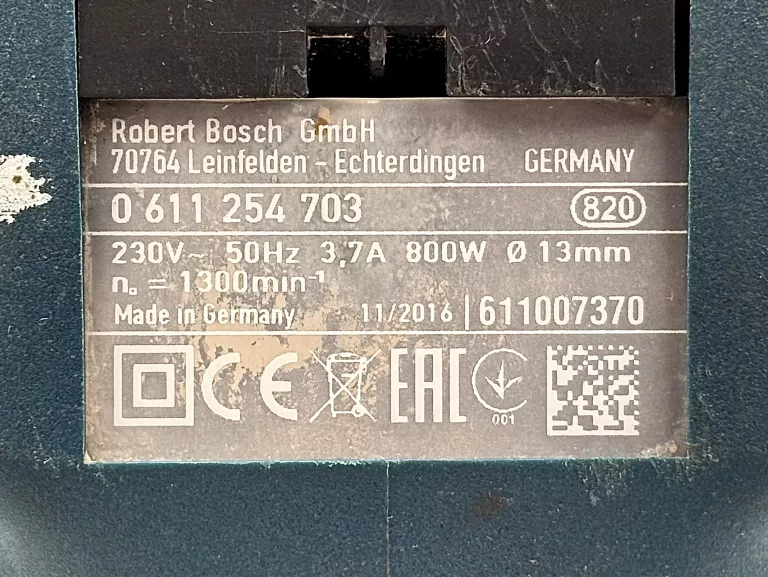 Robert Bosch GmbH
70764 Leinfelden - Echterdingen GERMANY
0 611 254 703 820
230V~ 50Hz 3,7A 800W Ø 13mm
n₀ = 1300min⁻¹
Made in Germany 11/2016 | 611007370
CE EAC
001